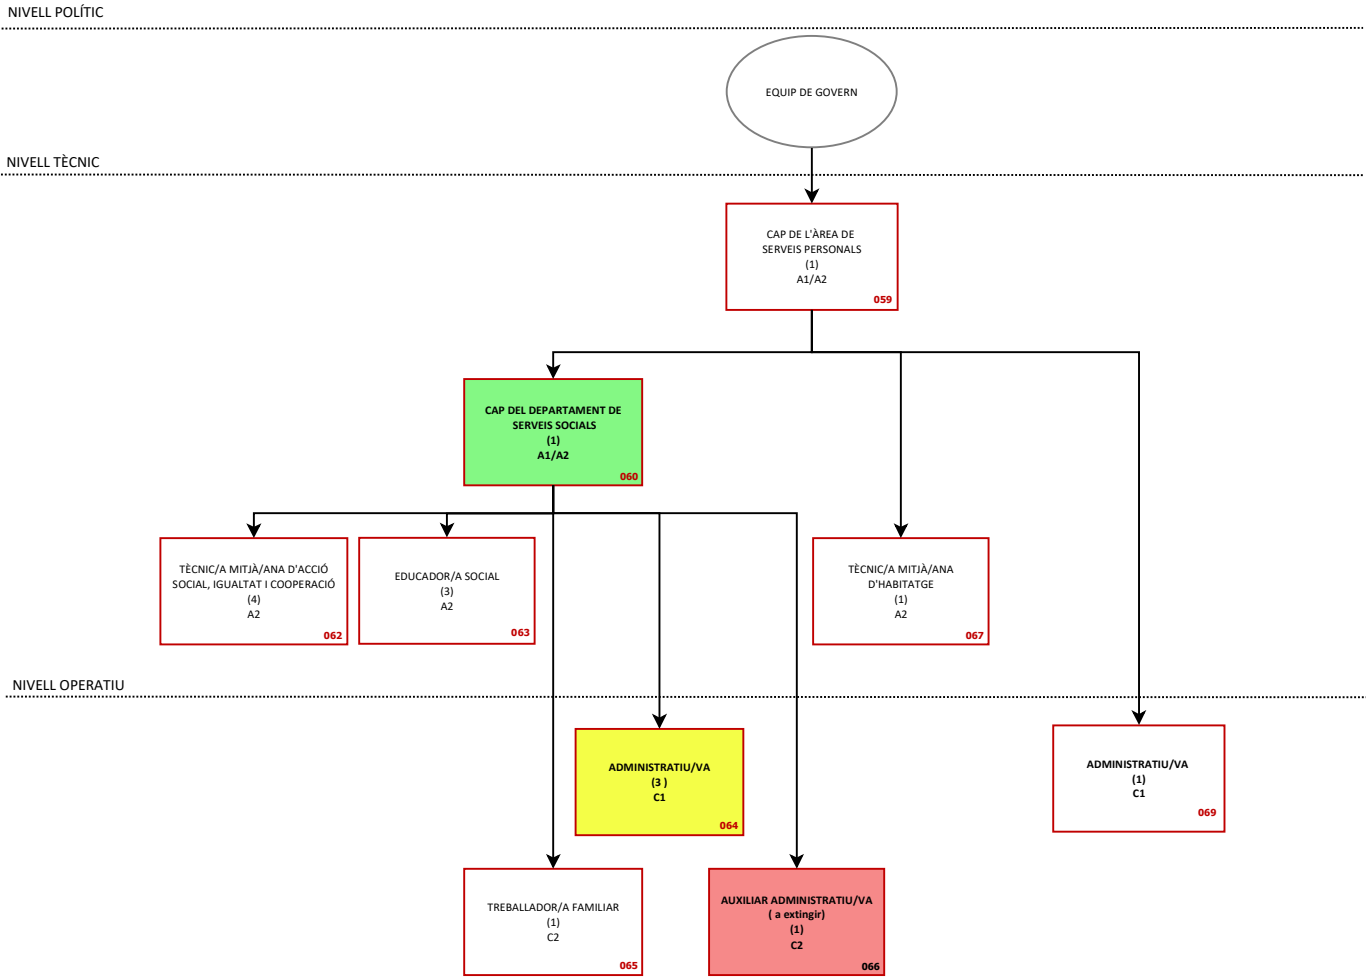 NIVELL POLÍTIC
EQUIP DE GOVERN
NIVELL TÈCNIC
CAP DE L'ÀREA DE
SERVEIS PERSONALS
(1)
A1/A2
059
CAP DEL DEPARTAMENT DE
SERVEIS SOCIALS
(1)
A1/A2
060
TÈCNIC/A MITJÀ/ANA D'ACCIÓ
SOCIAL, IGUALTAT I COOPERACIÓ
(4)
A2
062
EDUCADOR/A SOCIAL
(3)
A2
063
TÈCNIC/A MITJÀ/ANA
D'HABITATGE
(1)
A2
067
NIVELL OPERATIU
ADMINISTRATIU/VA
(3 )
C1
064
ADMINISTRATIU/VA
(1)
C1
069
TREBALLADOR/A FAMILIAR
(1)
C2
065
AUXILIAR ADMINISTRATIU/VA
( a extingir)
(1)
C2
066